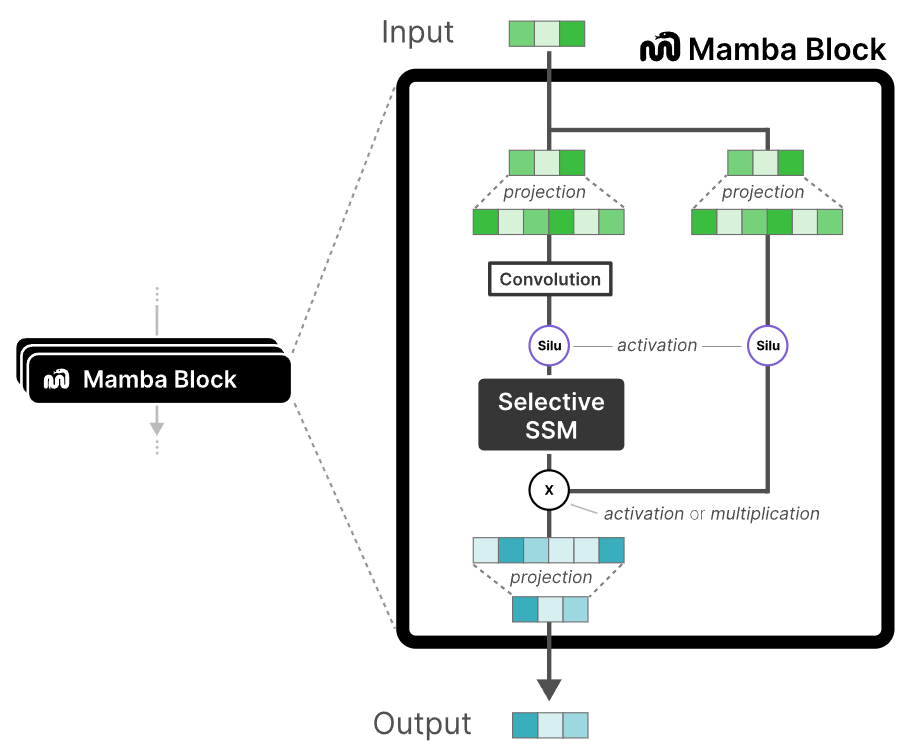 Input
Mamba Block
projection
projection
Convolution
Silu
activation
Silu
Mamba Block
Selective
SSM
X
activation or multiplication
projection
Output